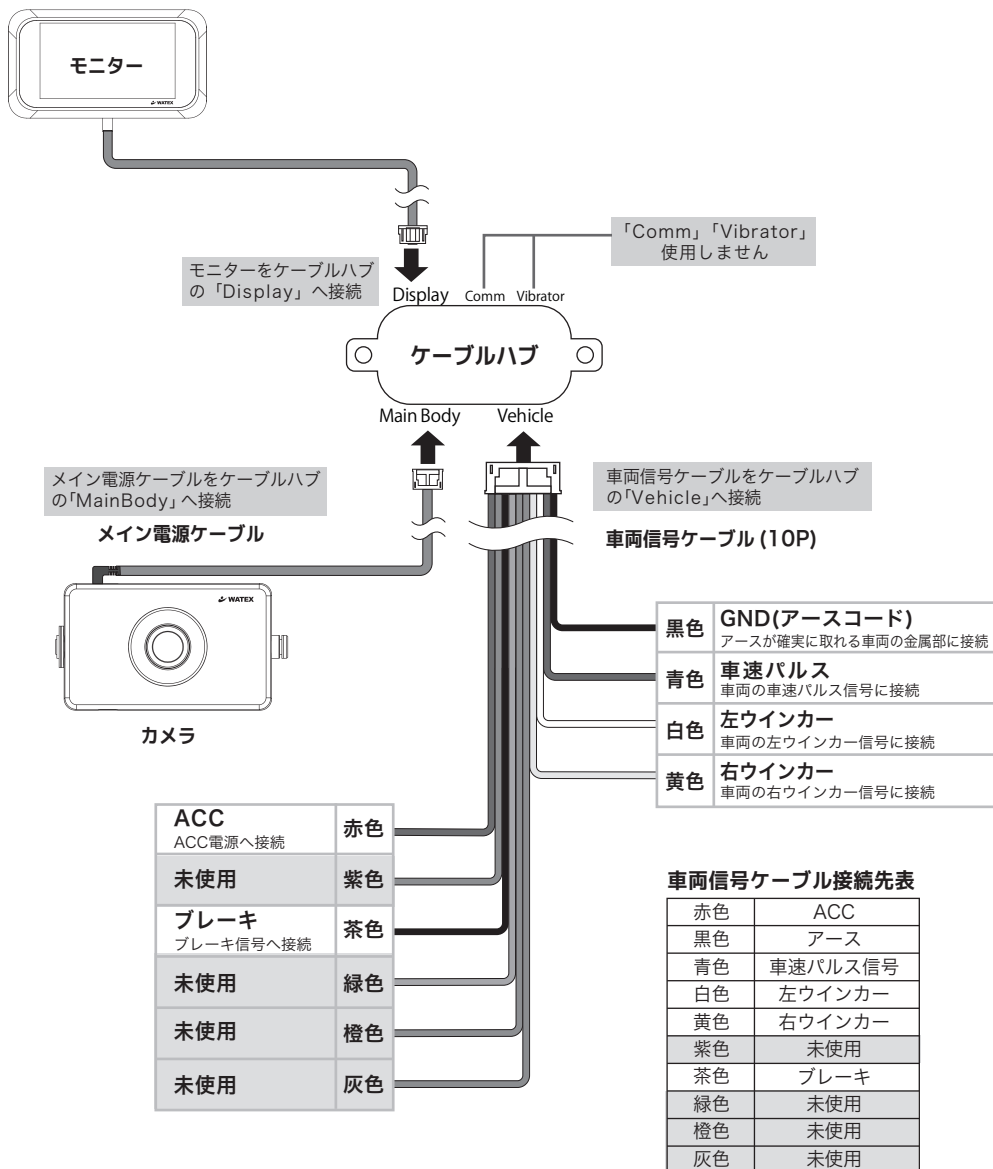 モニター
WATEX
「Comm」「Vibrator」
使用しません
モニターをケーブルハブ
の「Display」へ接続
Display Comm Vibrator
ケーブルハブ
Main Body Vehicle
メイン電源ケーブルをケーブルハブ
の「MainBody」へ接続
メイン電源ケーブル
車両信号ケーブルをケーブルハブ
の「Vehicle」へ接続
車両信号ケーブル (10P)
WATEX
カメラ
黒色 GND(アースコード)
アースが確実に取れる車両の金属部に接続
青色 車速パルス
車両の車速パルス信号に接続
白色 左ウインカー
車両の左ウインカー信号に接続
黄色 右ウインカー
車両の右ウインカー信号に接続
ACC 赤色
ACC電源へ接続
未使用 紫色
ブレーキ 茶色
ブレーキ信号へ接続
未使用 緑色
未使用 橙色
未使用 灰色
車両信号ケーブル接続先表
赤色 ACC
黒色 アース
青色 車速パルス信号
白色 左ウインカー
黄色 右ウインカー
紫色 未使用
茶色 ブレーキ
緑色 未使用
橙色 未使用
灰色 未使用